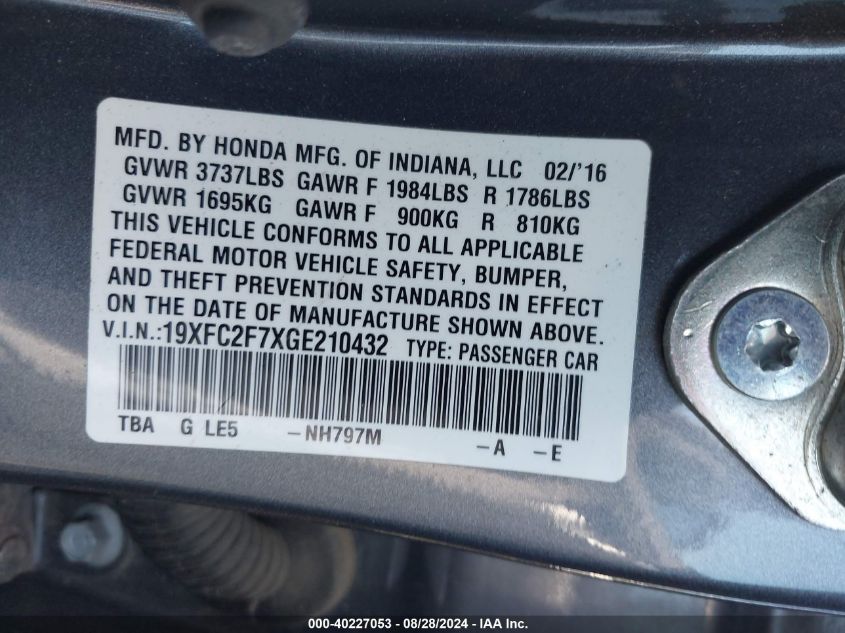 MFD. BY HONDA MFG. OF INDIANA, LLC 02/'16
GVWR 3737LBS GAWR F 1984LBS R 1786LBS
GVWR 1695KG GAWR F 900KG R 810KG
THIS VEHICLE CONFORMS TO ALL APPLICABLE
FEDERAL MOTOR VEHICLE SAFETY, BUMPER,
AND THEFT PREVENTION STANDARDS IN EFFECT
ON THE DATE OF MANUFACTURE SHOWN ABOVE.
V.I.N.:19XFC2F7XGE210432 TYPE: PASSENGER CAR
TBA G LE5 -NH797M -A -E
000-40227053 - 08/28/2024 - IAA Inc.